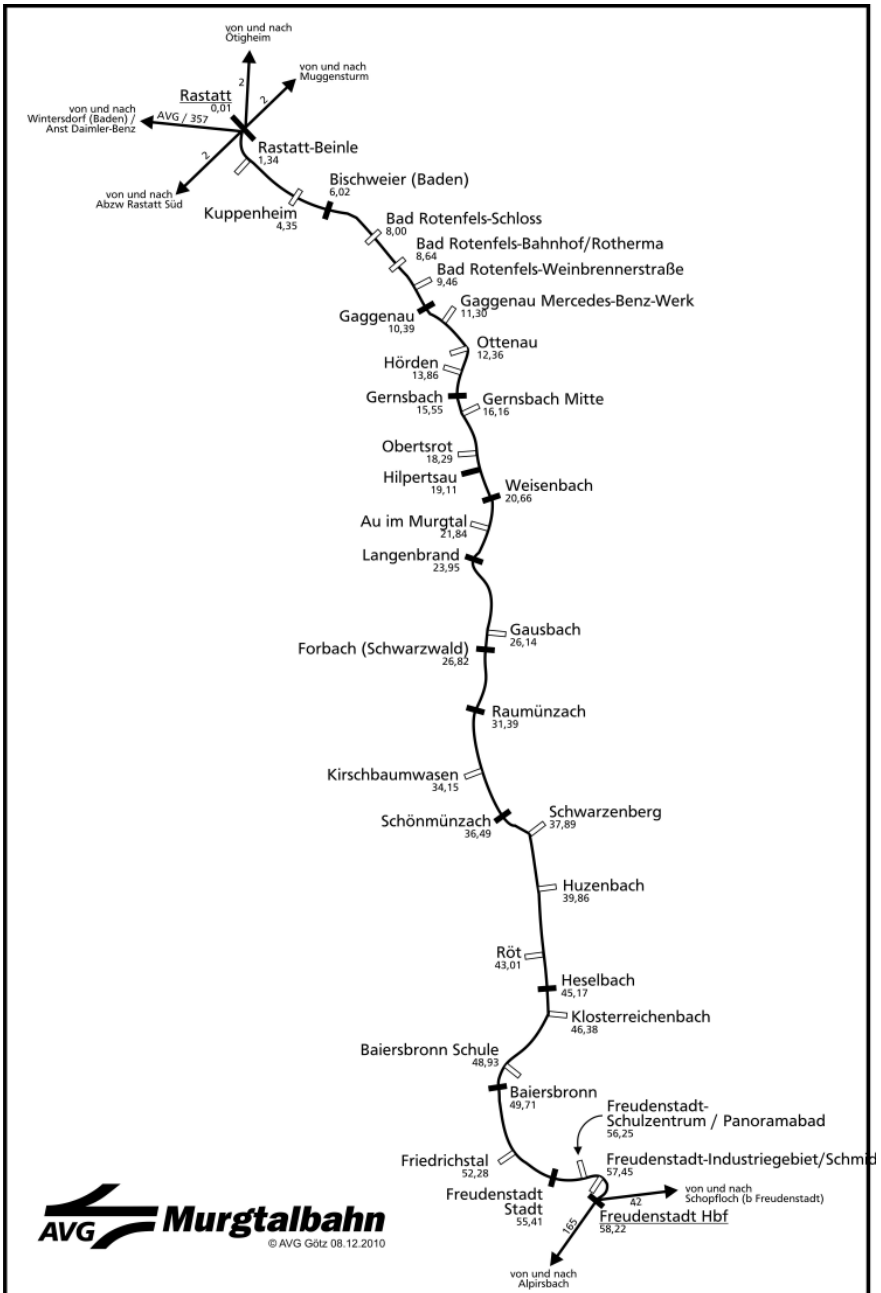 von und nach
Ötigheim
von und nach
Muggensturm
2
2
Rastatt
0,01
von und nach
Wintersdorf (Baden) /
Anst Daimler-Benz
AVG / 357
2
von und nach
Abzw Rastatt Süd
Rastatt-Beinle
1,34
Bischweier (Baden)
6,02
Kuppenheim
4,35
Bad Rotenfels-Schloss
8,00
Bad Rotenfels-Bahnhof/Rotherma
8,64
Bad Rotenfels-Weinbrennerstraße
9,46
Gaggenau Mercedes-Benz-Werk
11,30
Gaggenau
10,39
Ottenau
12,36
Hörden
13,86
Gernsbach
15,55
Gernsbach Mitte
16,16
Obertsrot
18,29
Hilpertsau
19,11
Weisenbach
20,66
Au im Murgtal
21,84
Langenbrand
23,95
Gausbach
26,14
Forbach (Schwarzwald)
26,82
Raumünzach
31,39
Kirschbaumwasen
34,15
Schönmünzach
36,49
Schwarzenberg
37,89
Huzenbach
39,86
Röt
43,01
Heselbach
45,17
Klosterreichenbach
46,38
Baiersbronn Schule
48,93
Baiersbronn
49,71
Freudenstadt-
Schulzentrum / Panoramabad
56,25
Friedrichstal
52,28
Freudenstadt-Industriegebiet/Schmid
57,45
Freudenstadt
Stadt
55,41
von und nach
Schopfloch (b Freudenstadt)
42
Freudenstadt Hbf
58,22
165
von und nach
Alpirsbach
AVG Murgtalbahn
© AVG Götz 08.12.2010